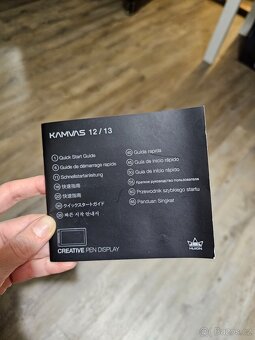 KAMVAS 12 / 13
Quick Start Guide
Guide de démarrage rapide
Schnellstartanleitung
快速指南
快速指南
クイックスタートガイド
빠른 시작 안내서
Guida rapida
Guía de inicio rápido
Guia de início rápido
Краткое руководство пользователя
Przewodnik szybkiego startu
Panduan Singkat
CREATIVE PEN DISPLAY
HUION